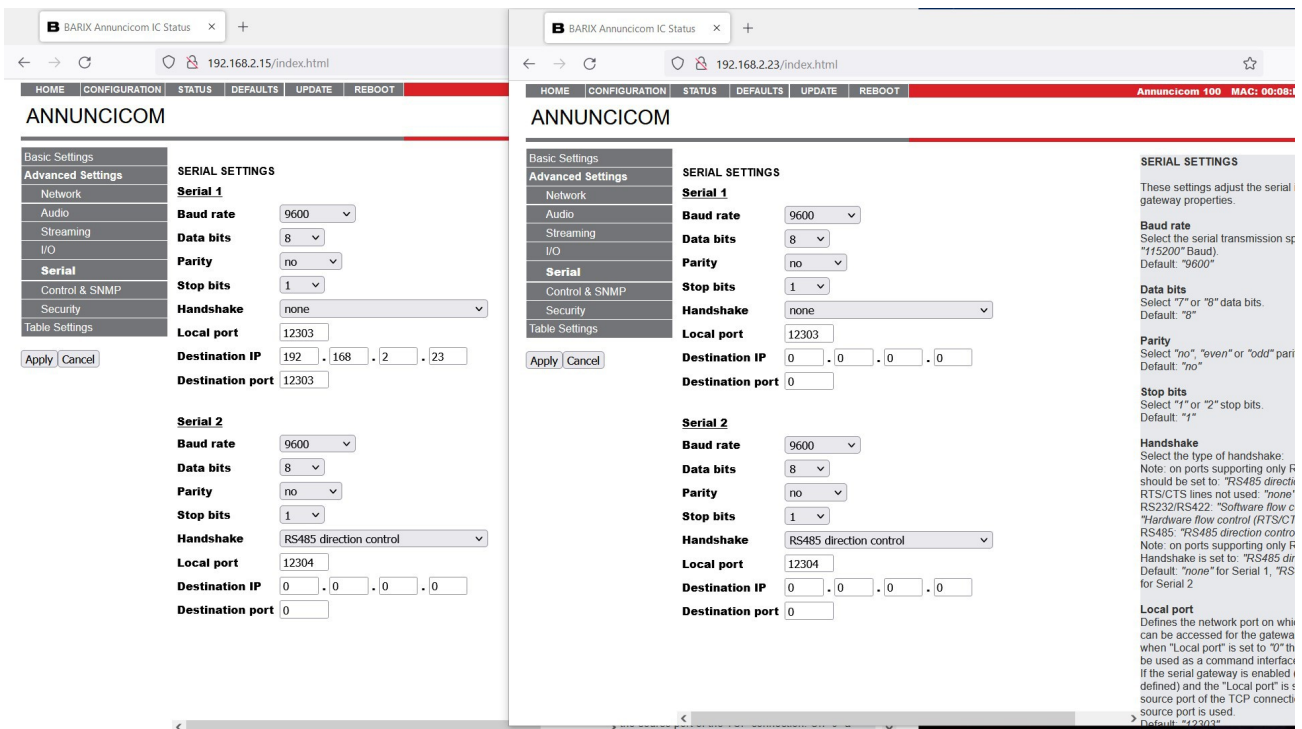 BARIX Annuncicom IC Status × +
192.168.2.15/index.html
HOME CONFIGURATION STATUS DEFAULTS UPDATE REBOOT
ANNUNCICOM
Basic Settings
Advanced Settings
Network
Audio
Streaming
I/O
Serial
Control & SNMP
Security
Table Settings
Apply Cancel
SERIAL SETTINGS
Serial 1
Baud rate 9600
Data bits 8
Parity no
Stop bits 1
Handshake none
Local port 12303
Destination IP 192 . 168 . 2 . 23
Destination port 12303
Serial 2
Baud rate 9600
Data bits 8
Parity no
Stop bits 1
Handshake RS485 direction control
Local port 12304
Destination IP 0 . 0 . 0 . 0
Destination port 0
BARIX Annuncicom IC Status × +
192.168.2.23/index.html
HOME CONFIGURATION STATUS DEFAULTS UPDATE REBOOT
Annuncicom 100 MAC: 00:08:
ANNUNCICOM
Basic Settings
Advanced Settings
Network
Audio
Streaming
I/O
Serial
Control & SNMP
Security
Table Settings
Apply Cancel
SERIAL SETTINGS
Serial 1
Baud rate 9600
Data bits 8
Parity no
Stop bits 1
Handshake none
Local port 12303
Destination IP 0 . 0 . 0 . 0
Destination port 0
Serial 2
Baud rate 9600
Data bits 8
Parity no
Stop bits 1
Handshake RS485 direction control
Local port 12304
Destination IP 0 . 0 . 0 . 0
Destination port 0
SERIAL SETTINGS
These settings adjust the serial
gateway properties.
Baud rate
Select the serial transmission sp
"115200" Baud).
Default: "9600"
Data bits
Select "7" or "8" data bits.
Default: "8"
Parity
Select "no", "even" or "odd" pari
Default: "no"
Stop bits
Select "1" or "2" stop bits.
Default: "1"
Handshake
Select the type of handshake:
Note: on ports supporting only R
should be set to: "RS485 directi
RTS/CTS lines not used: "none"
RS232/RS422: "Software flow c
"Hardware flow control (RTS/CT
RS485: "RS485 direction contro
Note: on ports supporting only R
Handshake is set to: "RS485 dir
Default: "none" for Serial 1, "RS
for Serial 2
Local port
Defines the network port on whi
can be accessed for the gatewa
when "Local port" is set to "0" th
be used as a command interface
If the serial gateway is enabled
defined) and the "Local port" is s
source port of the TCP connecti
source port is used.
Default: "12303"